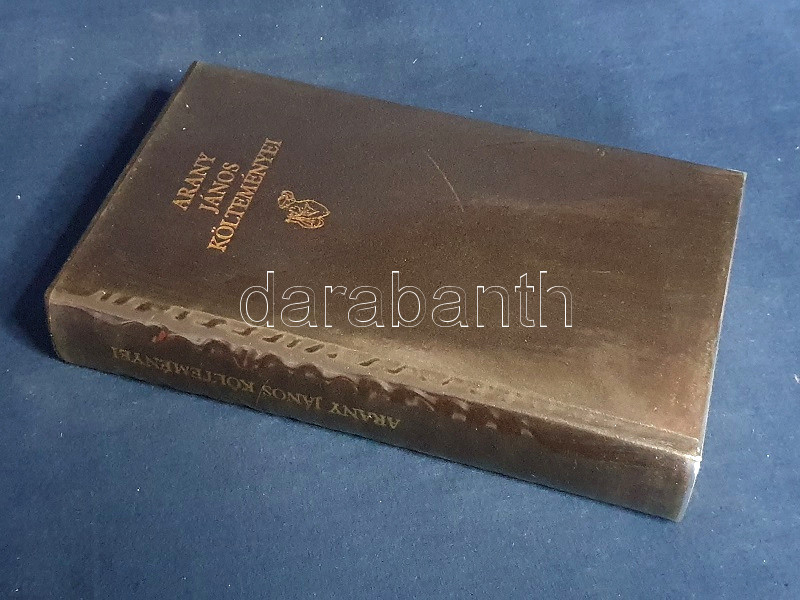 ARANY
JÁNOS
KÖLTEMÉNYEI
darabanth
ARANY JÁNOS KÖLTEMÉNYEI